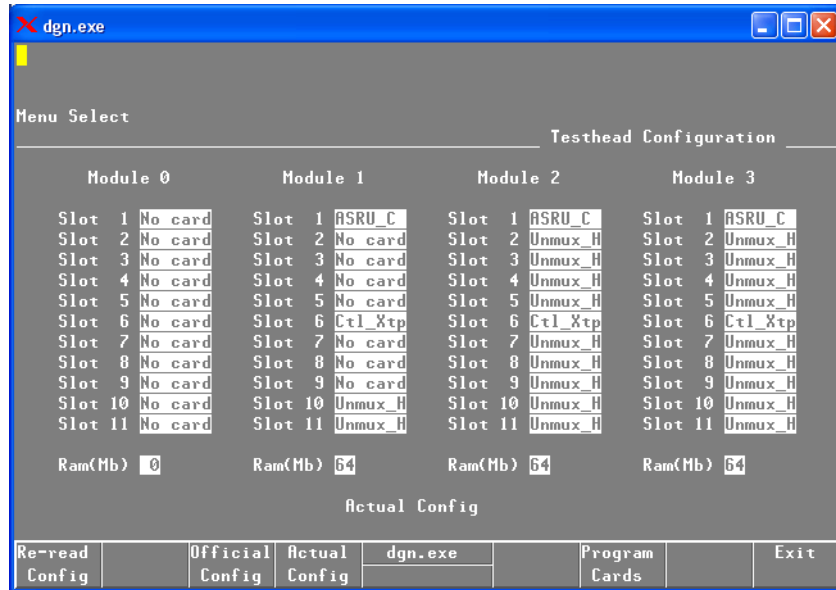 dgn.exe
Menu Select
Testhead Configuration
Module 0 Module 1 Module 2 Module 3
Slot 1 No card Slot 1 ASRU_C Slot 1 ASRU_C Slot 1 ASRU_C
Slot 2 No card Slot 2 No card Slot 2 Unmux_H Slot 2 Unmux_H
Slot 3 No card Slot 3 No card Slot 3 Unmux_H Slot 3 Unmux_H
Slot 4 No card Slot 4 No card Slot 4 Unmux_H Slot 4 Unmux_H
Slot 5 No card Slot 5 No card Slot 5 Unmux_H Slot 5 Unmux_H
Slot 6 No card Slot 6 Ctl_Xtp Slot 6 Ctl_Xtp Slot 6 Ctl_Xtp
Slot 7 No card Slot 7 No card Slot 7 Unmux_H Slot 7 Unmux_H
Slot 8 No card Slot 8 No card Slot 8 Unmux_H Slot 8 Unmux_H
Slot 9 No card Slot 9 No card Slot 9 Unmux_H Slot 9 Unmux_H
Slot 10 No card Slot 10 Unmux_H Slot 10 Unmux_H Slot 10 Unmux_H
Slot 11 No card Slot 11 Unmux_H Slot 11 Unmux_H Slot 11 Unmux_H
Ram(Mb) 0 Ram(Mb) 64 Ram(Mb) 64 Ram(Mb) 64
Actual Config
Re-read Official Actual dgn.exe Program Exit
Config Config Config Cards